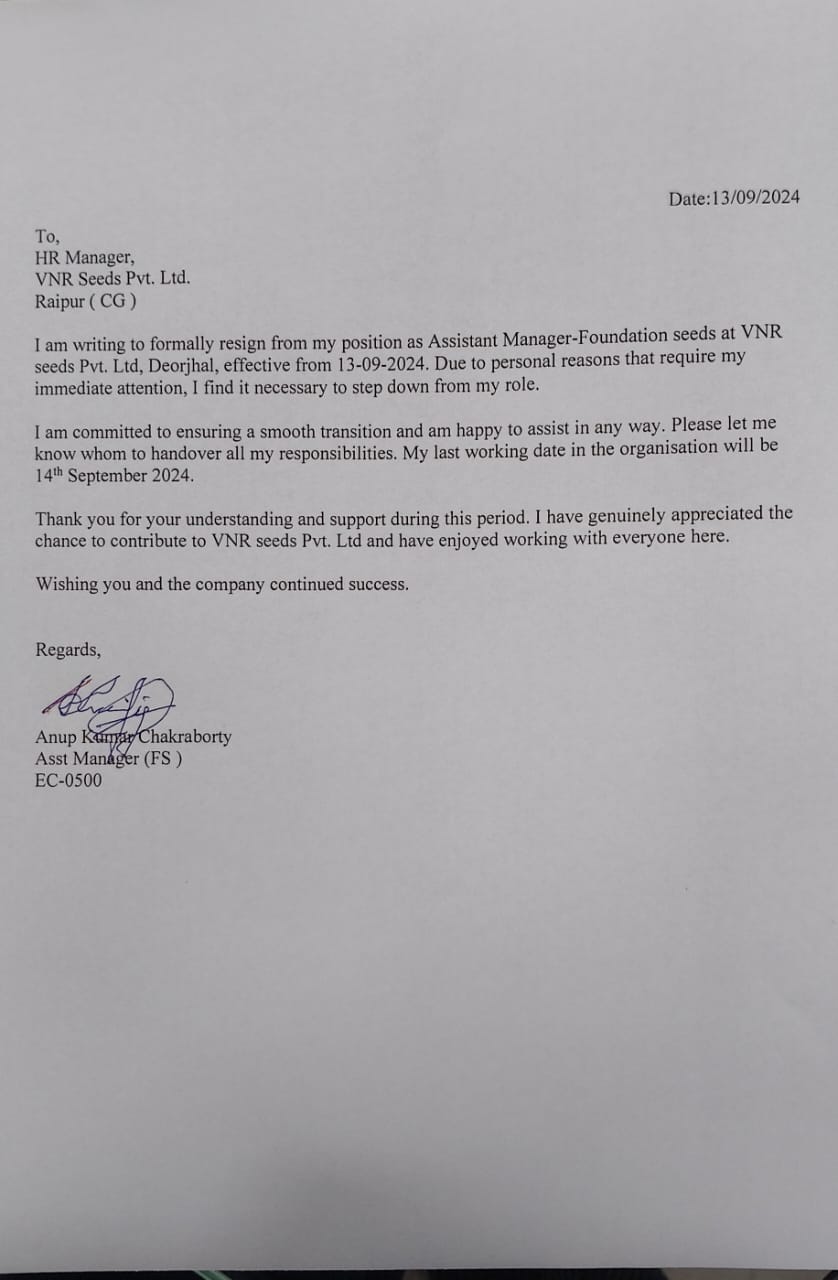 Date:13/09/2024
To,
HR Manager,
VNR Seeds Pvt. Ltd.
Raipur ( CG )
I am writing to formally resign from my position as Assistant Manager-Foundation seeds at VNR
seeds Pvt. Ltd, Deorjhal, effective from 13-09-2024. Due to personal reasons that require my
immediate attention, I find it necessary to step down from my role.
I am committed to ensuring a smooth transition and am happy to assist in any way. Please let me
know whom to handover all my responsibilities. My last working date in the organisation will be
14th September 2024.
Thank you for your understanding and support during this period. I have genuinely appreciated the
chance to contribute to VNR seeds Pvt. Ltd and have enjoyed working with everyone here.
Wishing you and the company continued success.
Regards,
Anup Kumar Chakraborty
Asst Manager (FS )
EC-0500